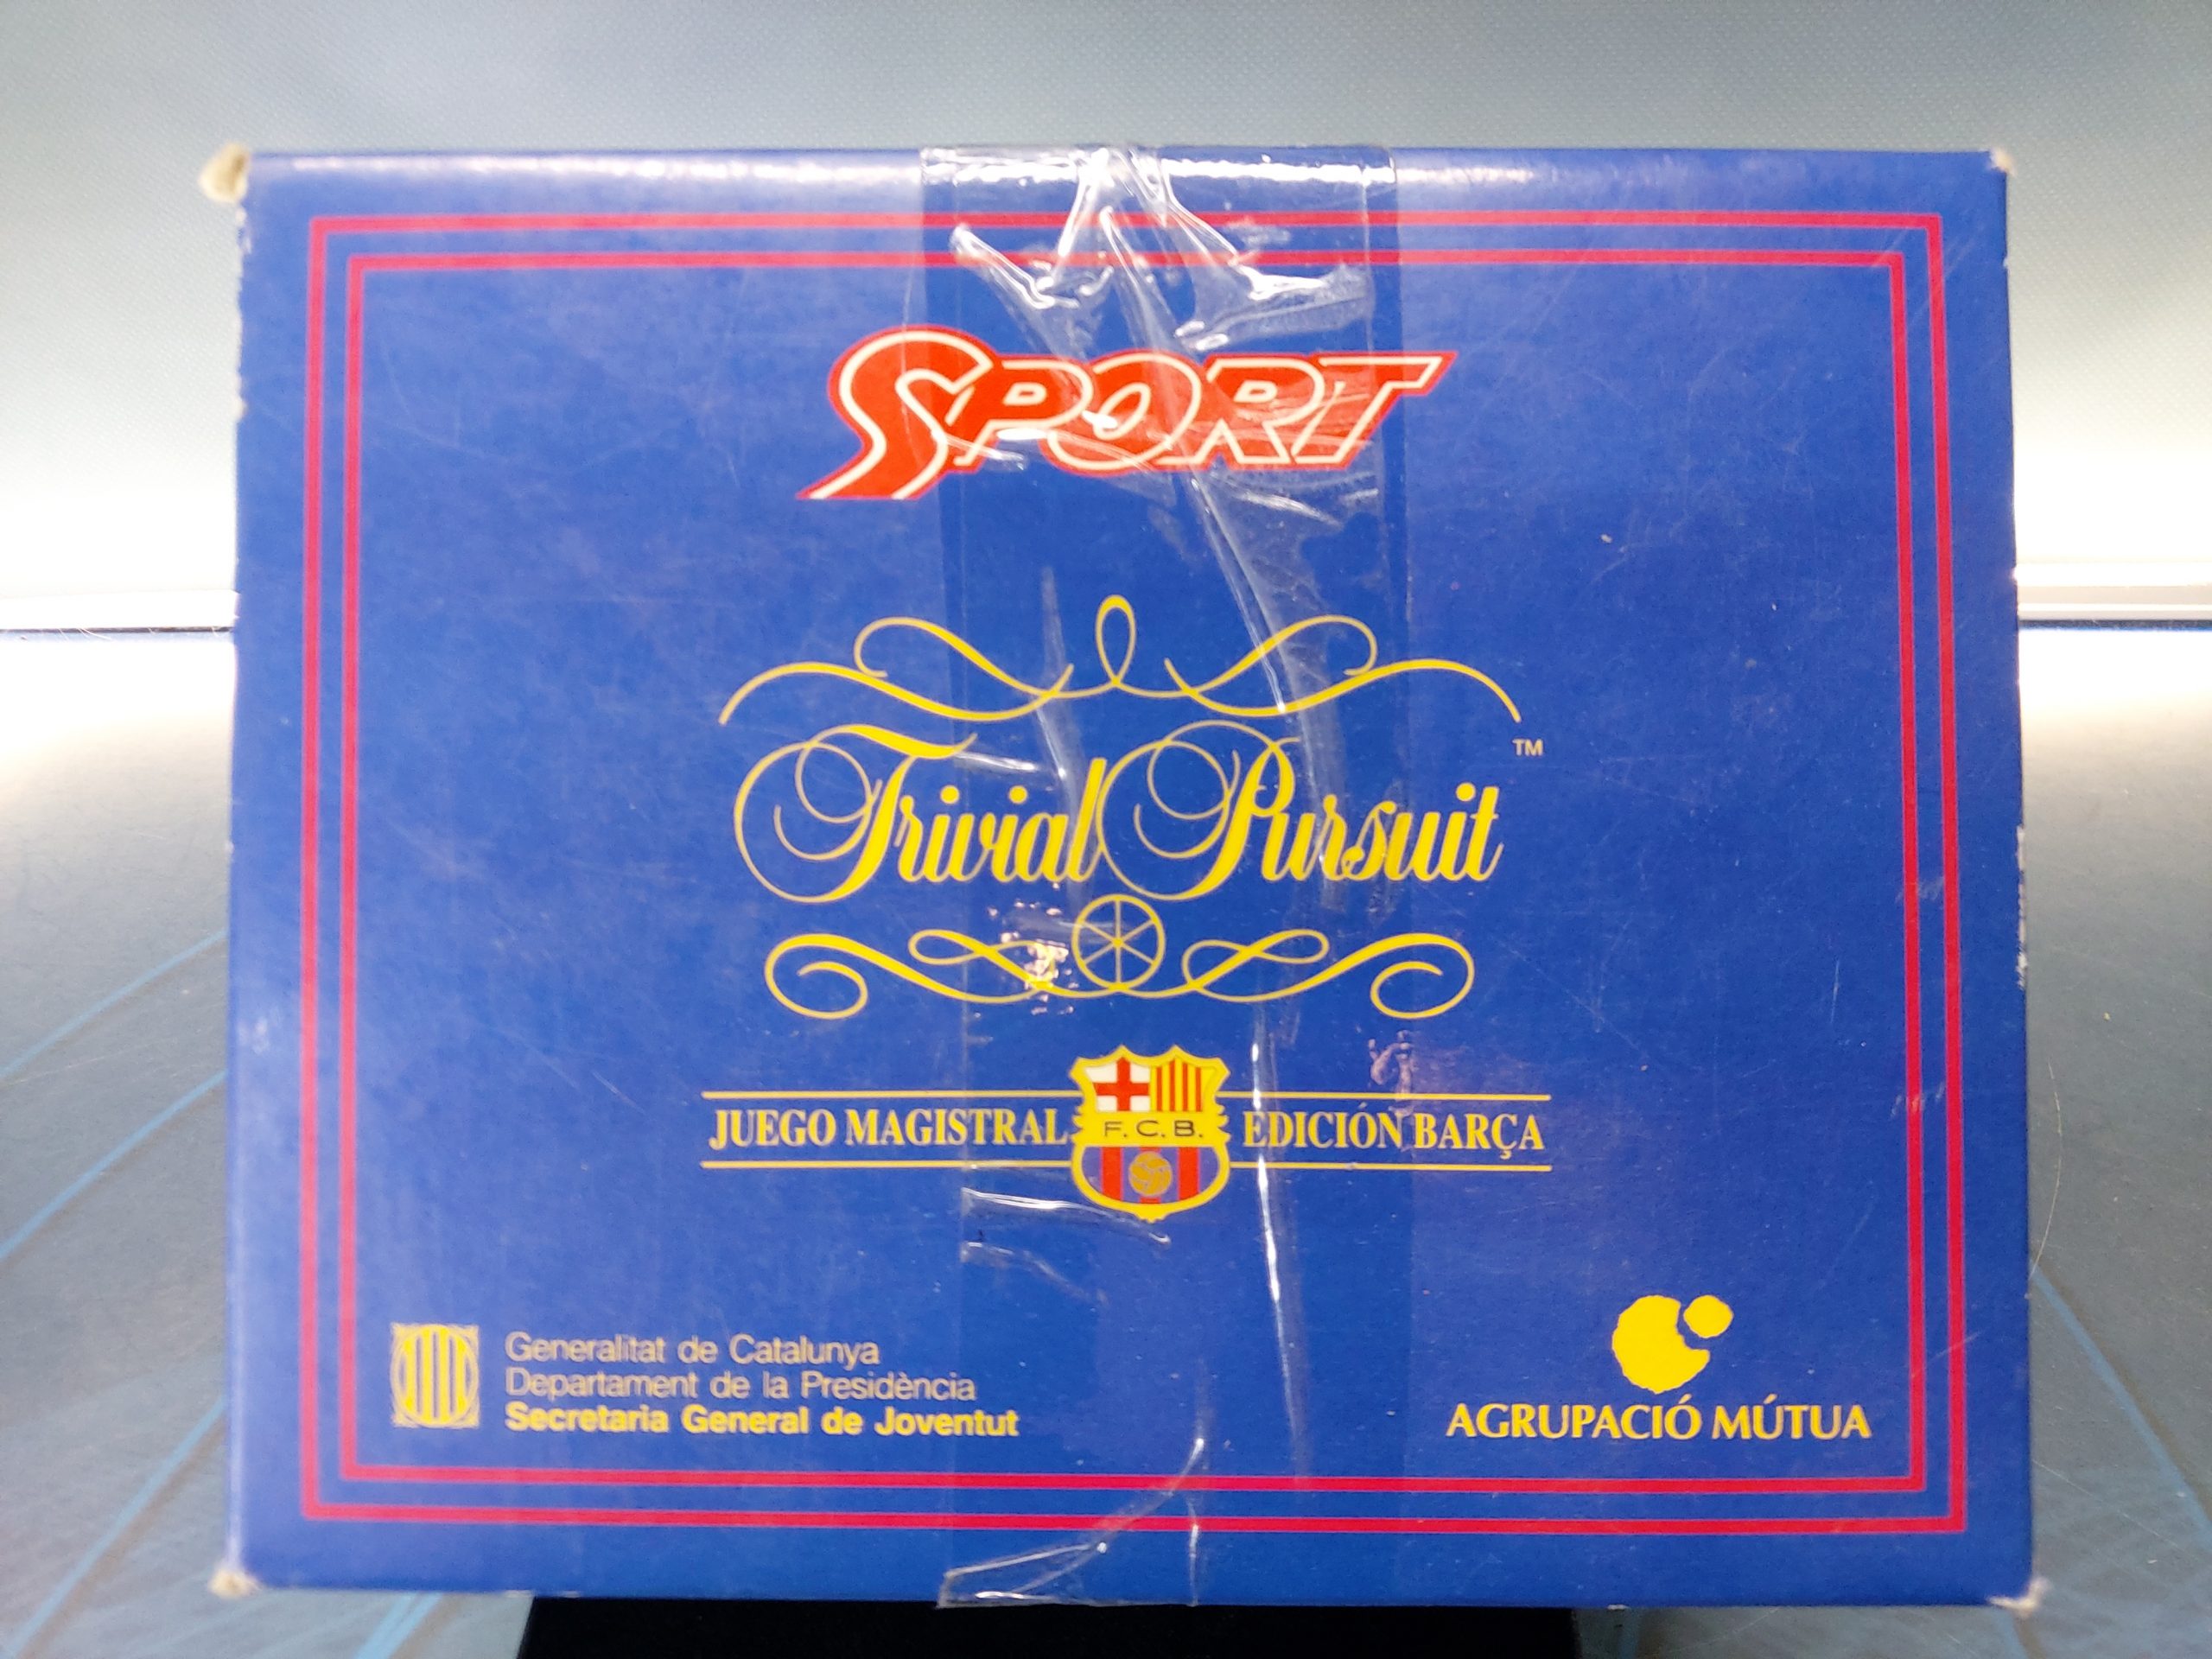 SPORT
Trivial Pursuit ™
JUEGO MAGISTRAL F.C.B. EDICIÓN BARÇA
Generalitat de Catalunya
Departament de la Presidència
Secretaria General de Joventut
AGRUPACIÓ MÚTUA